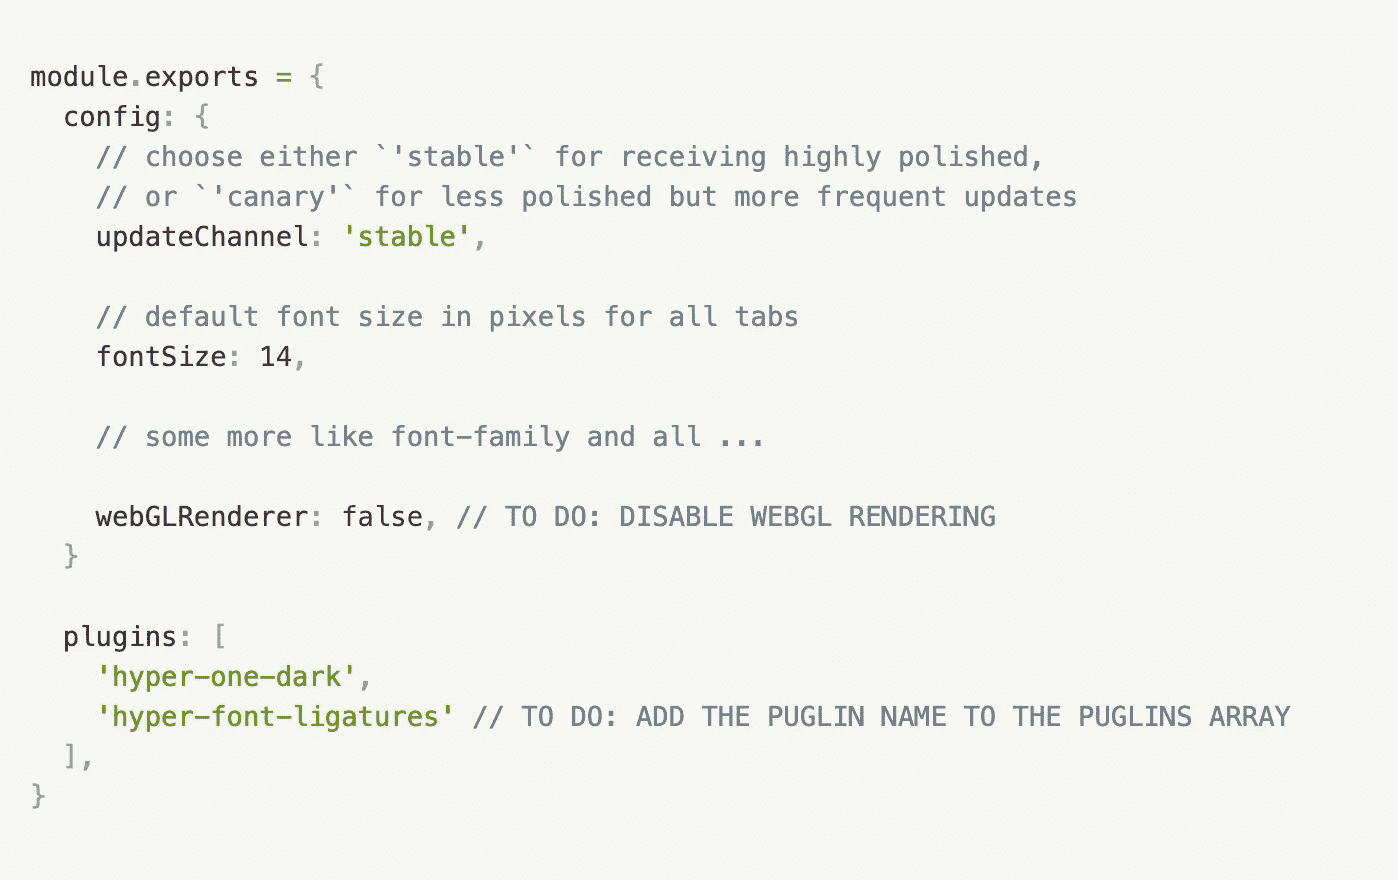 module.exports = {
  config: {
    // choose either `'stable'` for receiving highly polished,
    // or `'canary'` for less polished but more frequent updates
    updateChannel: 'stable',

    // default font size in pixels for all tabs
    fontSize: 14,

    // some more like font-family and all ...

    webGLRenderer: false, // TO DO: DISABLE WEBGL RENDERING
  }

  plugins: [
    'hyper-one-dark',
    'hyper-font-ligatures' // TO DO: ADD THE PUGLIN NAME TO THE PUGLINS ARRAY
  ],
}